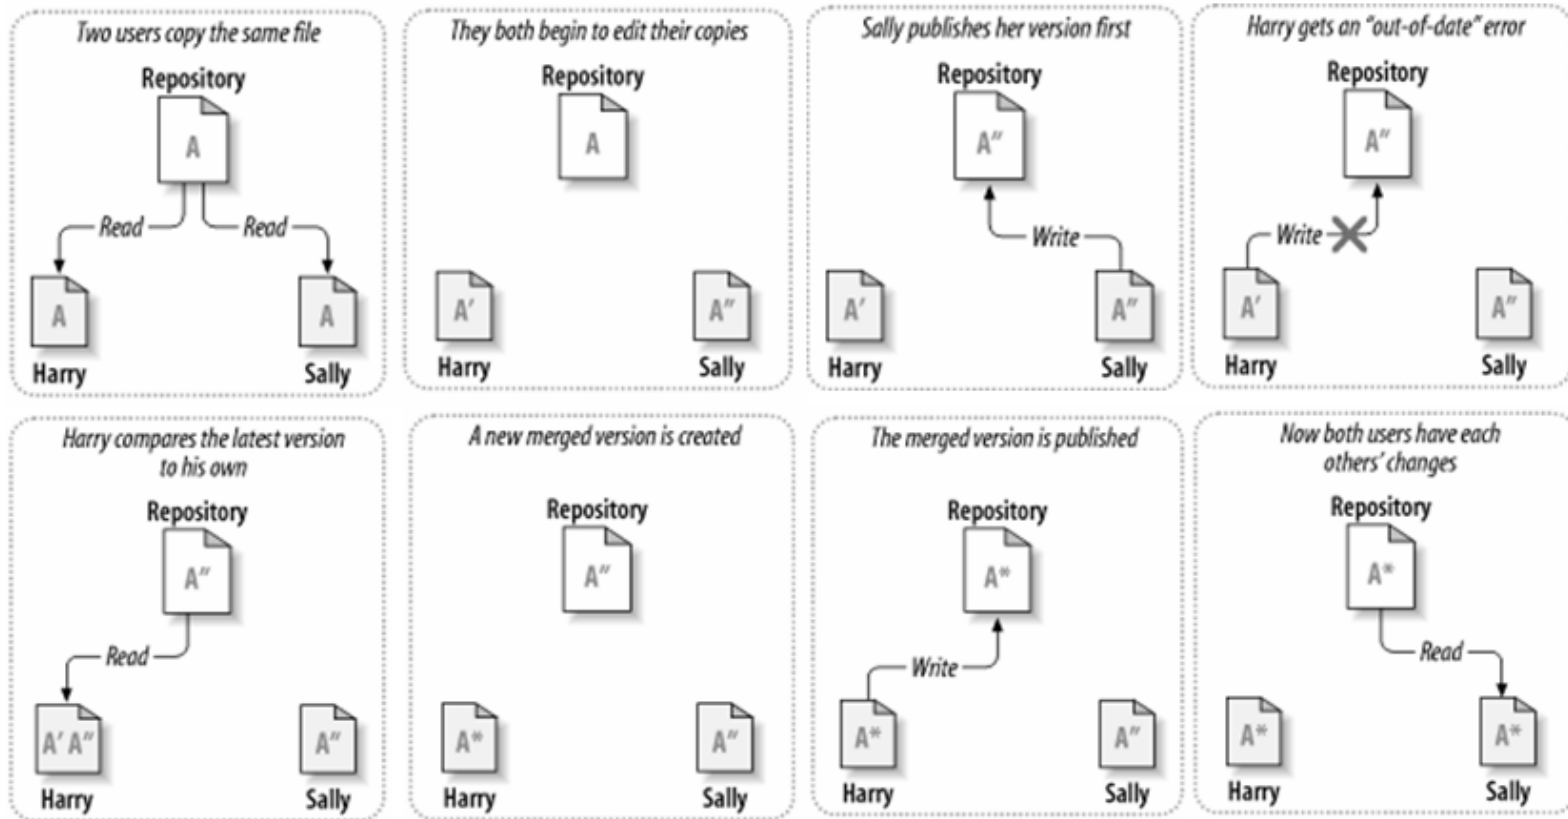 Two users copy the same file
Repository
A
Read
Read
A
A
Harry
Sally
They both begin to edit their copies
Repository
A
A′
A″
Harry
Sally
Sally publishes her version first
Repository
A″
Write
A′
A″
Harry
Sally
Harry gets an “out-of-date” error
Repository
A″
Write
A′
A″
Harry
Sally
Harry compares the latest version
to his own
Repository
A″
Read
A′ A″
A″
Harry
Sally
A new merged version is created
Repository
A″
A*
A″
Harry
Sally
The merged version is published
Repository
A*
Write
A*
A″
Harry
Sally
Now both users have each
others’ changes
Repository
A*
Read
A*
A*
Harry
Sally